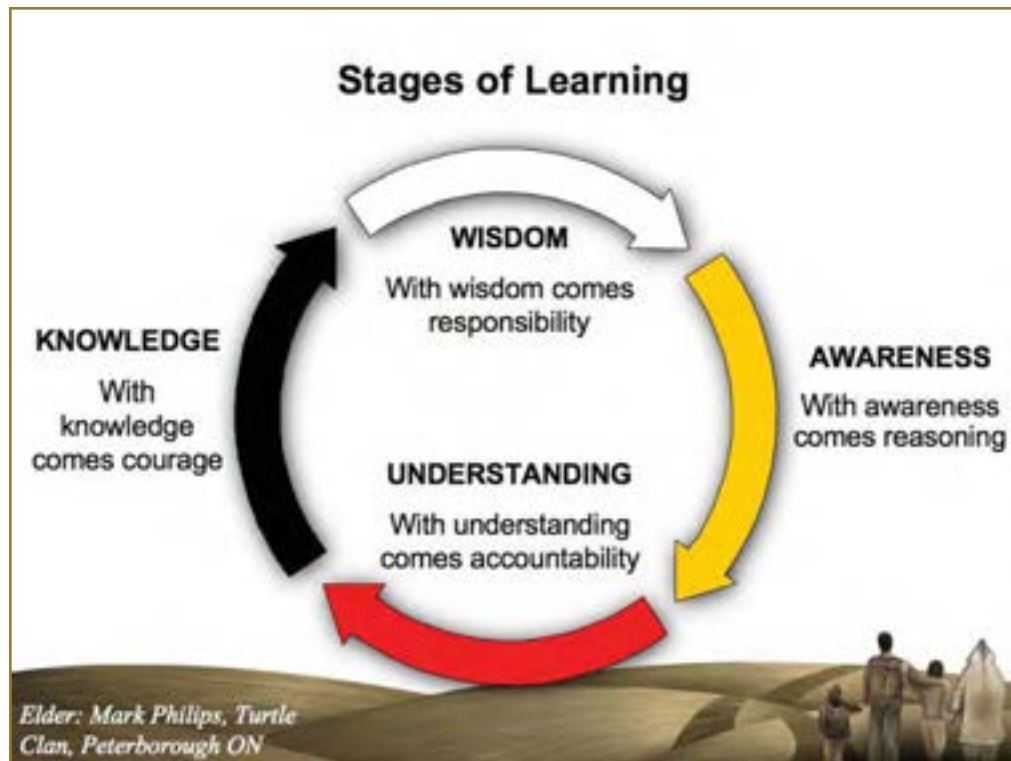 Stages of Learning
WISDOM
With wisdom comes
responsibility
KNOWLEDGE
With
knowledge
comes courage
AWARENESS
With awareness
comes reasoning
UNDERSTANDING
With understanding
comes accountability
Elder: Mark Philips, Turtle
Clan, Peterborough ON